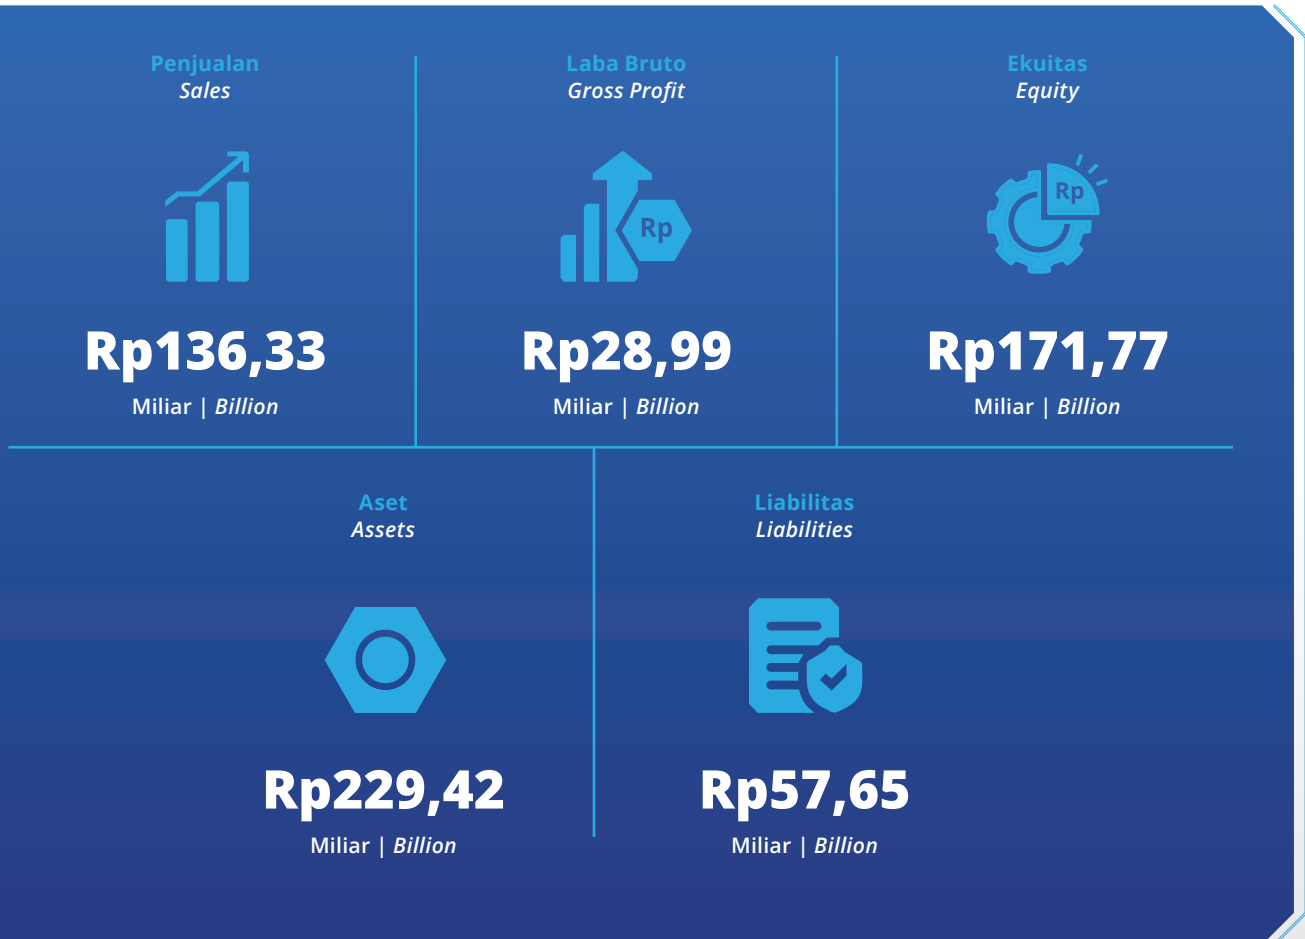 Penjualan
Sales
Rp136,33
Miliar | Billion
Laba Bruto
Gross Profit
Rp
Rp28,99
Miliar | Billion
Ekuitas
Equity
Rp
Rp171,77
Miliar | Billion
Aset
Assets
Rp229,42
Miliar | Billion
Liabilitas
Liabilities
Rp57,65
Miliar | Billion